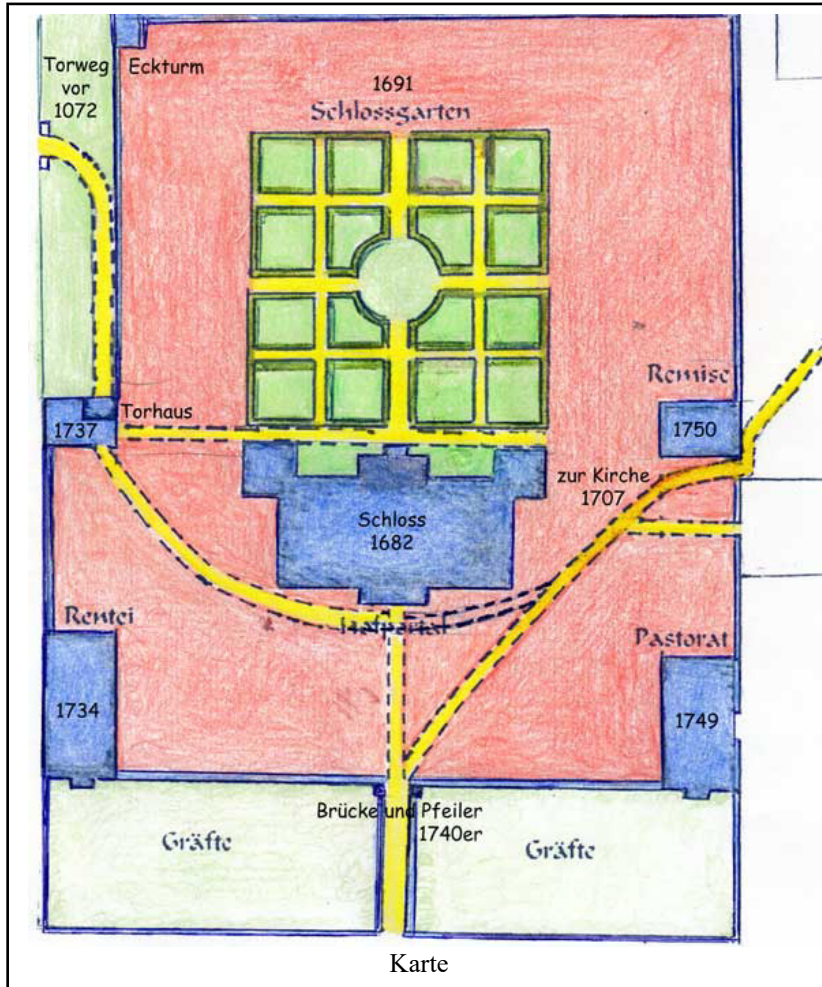 Torweg
vor
1072
Eckturm
1691
Schlossgarten
Remise
Torhaus
1737
1750
zur Kirche
1707
Schloss
1682
Rentei
Hofportal
Pastorat
1734
1749
Brücke und Pfeiler
1740er
Gräfte
Gräfte
Karte